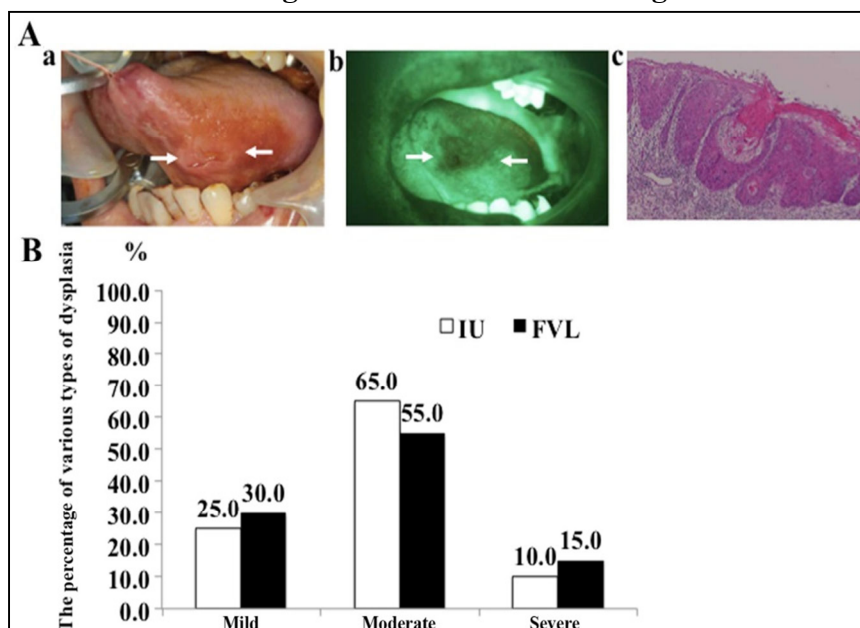 A
a
b
c
B
%
The percentage of various types of dysplasia
100.0
90.0
80.0
70.0
60.0
50.0
40.0
30.0
20.0
10.0
0.0
IU FVL
25.0 30.0
65.0
55.0
10.0 15.0
Mild Moderate Severe